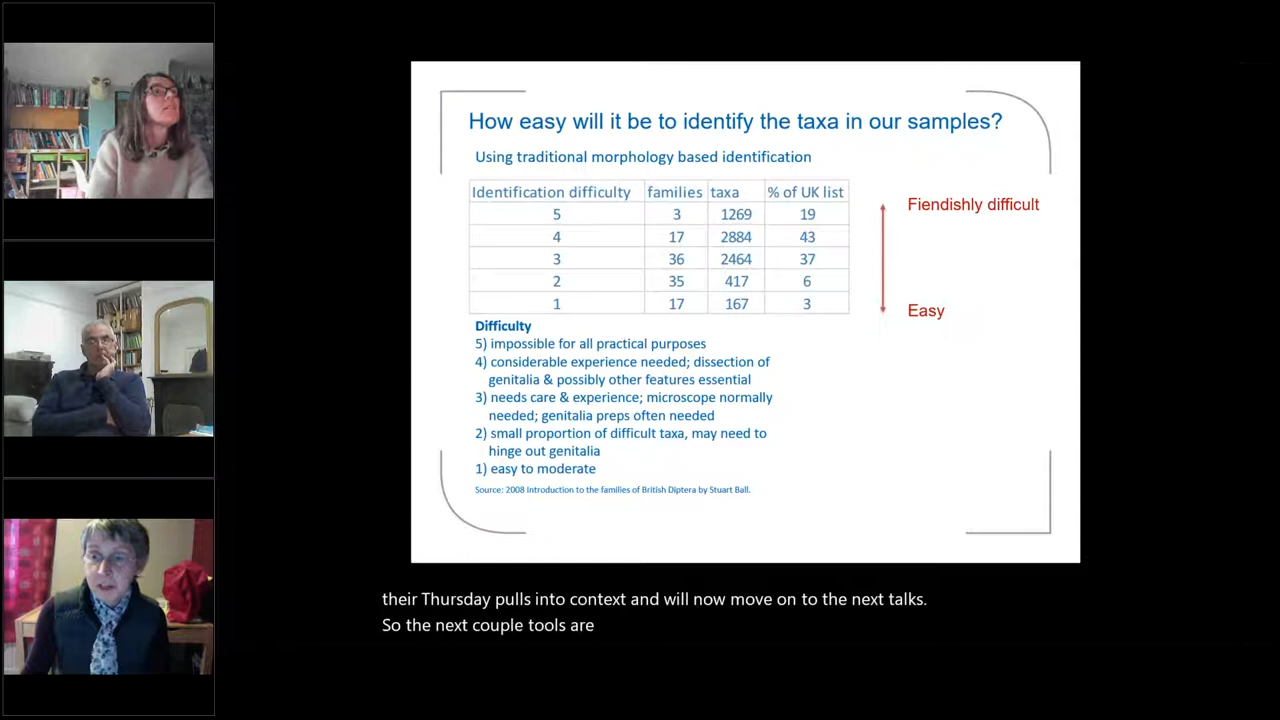 How easy will it be to identify the taxa in our samples?
Using traditional morphology based identification
Identification difficulty families taxa % of UK list
5 3 1269 19
4 17 2884 43
3 36 2464 37
2 35 417 6
1 17 167 3
Fiendishly difficult
Easy
Difficulty
5) impossible for all practical purposes
4) considerable experience needed; dissection of
genitalia & possibly other features essential
3) needs care & experience; microscope normally
needed; genitalia preps often needed
2) small proportion of difficult taxa, may need to
hinge out genitalia
1) easy to moderate
Source: 2008 Introduction to the families of British Diptera by Stuart Ball.
their Thursday pulls into context and will now move on to the next talks.
So the next couple tools are